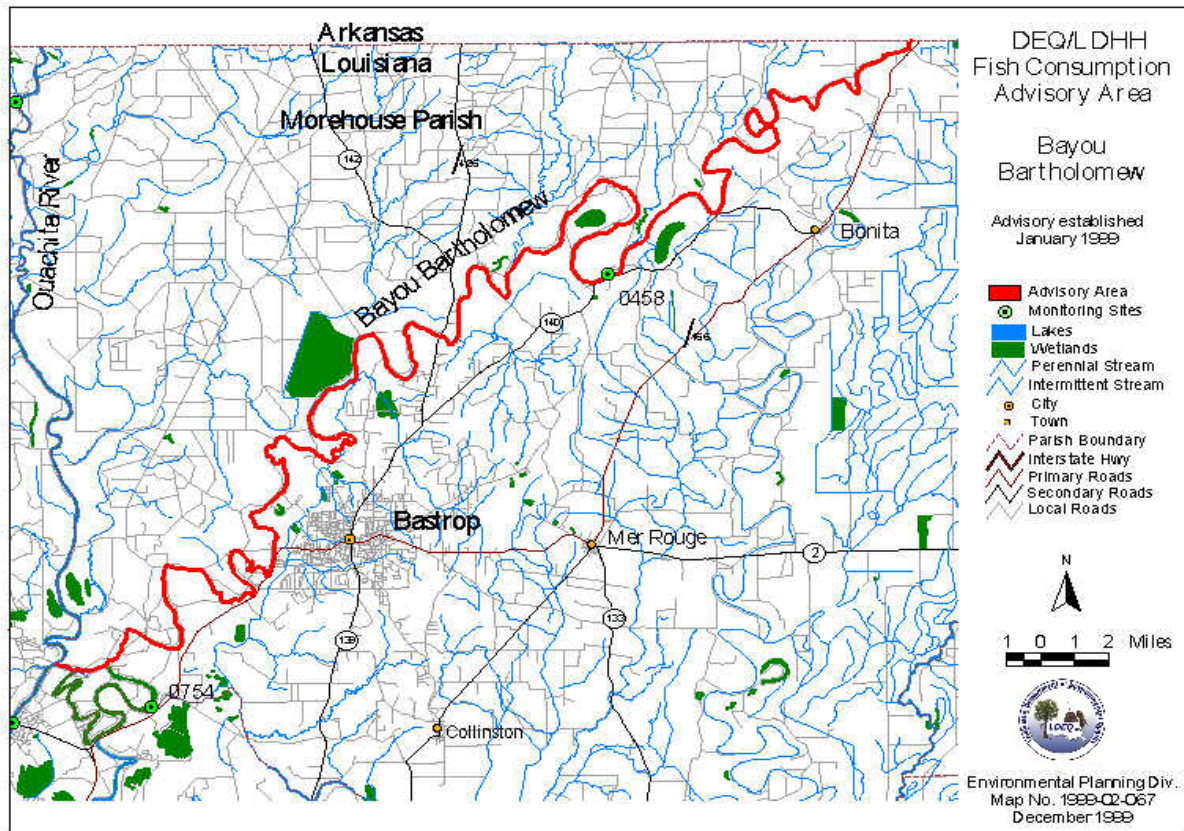 Arkansas
Louisiana
Morehouse Parish
142
Ouachita River
Bayou Bartholomew
Bonita
0458
140
Bastrop
Mer Rouge
2
139
133
0754
Collinston
DEQ/LDHH
Fish Consumption
Advisory Area
Bayou
Bartholomew
Advisory established
January 1999
Advisory Area
Monitoring Sites
Lakes
Wetlands
Perennial Stream
Intermittent Stream
City
Town
Parish Boundary
Interstate Hwy
Primary Roads
Secondary Roads
Local Roads
N
1 0 1 2 Miles
LDEQ
Environmental Planning Div.
Map No. 1999-02-067
December 1999